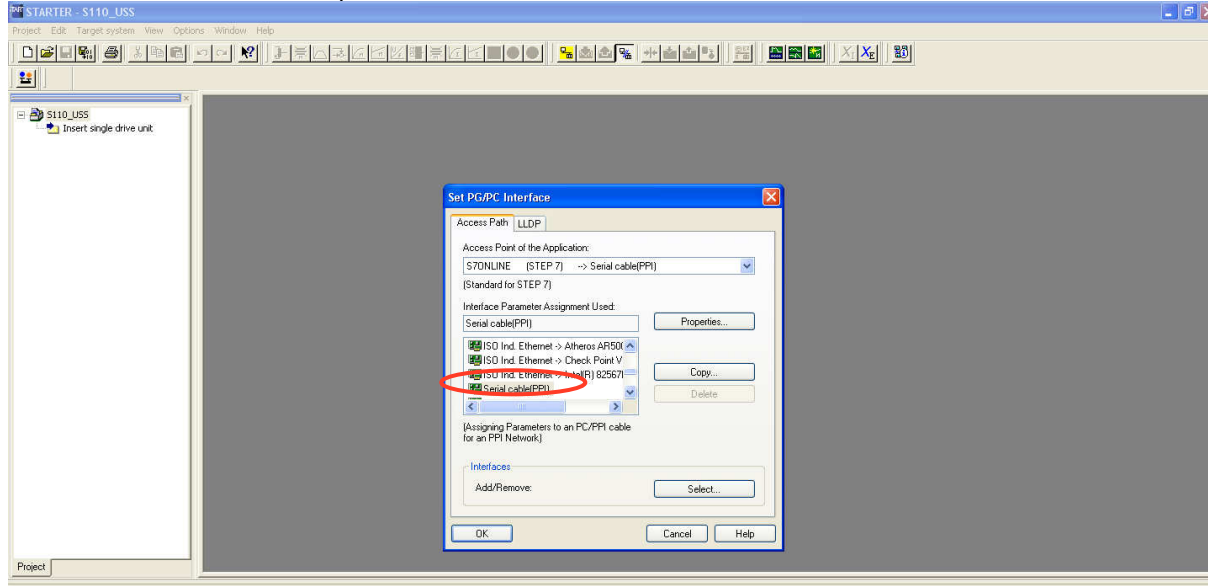 STARTER - S110_USS
Project Edit Target system View Options Window Help
S110_USS
Insert single drive unit
Set PG/PC Interface
Access Path LLDP
Access Point of the Application:
S7ONLINE (STEP 7) --> Serial cable(PPI)
(Standard for STEP 7)
Interface Parameter Assignment Used:
Serial cable(PPI) Properties...
ISO Ind. Ethernet -> Atheros AR500
ISO Ind. Ethernet -> Check Point V
ISO Ind. Ethernet -> Intel(R) 82567l Copy...
Serial cable(PPI) Delete
(Assigning Parameters to an PC/PPI cable
for an PPI Network)
Interfaces
Add/Remove: Select...
OK Cancel Help
Project